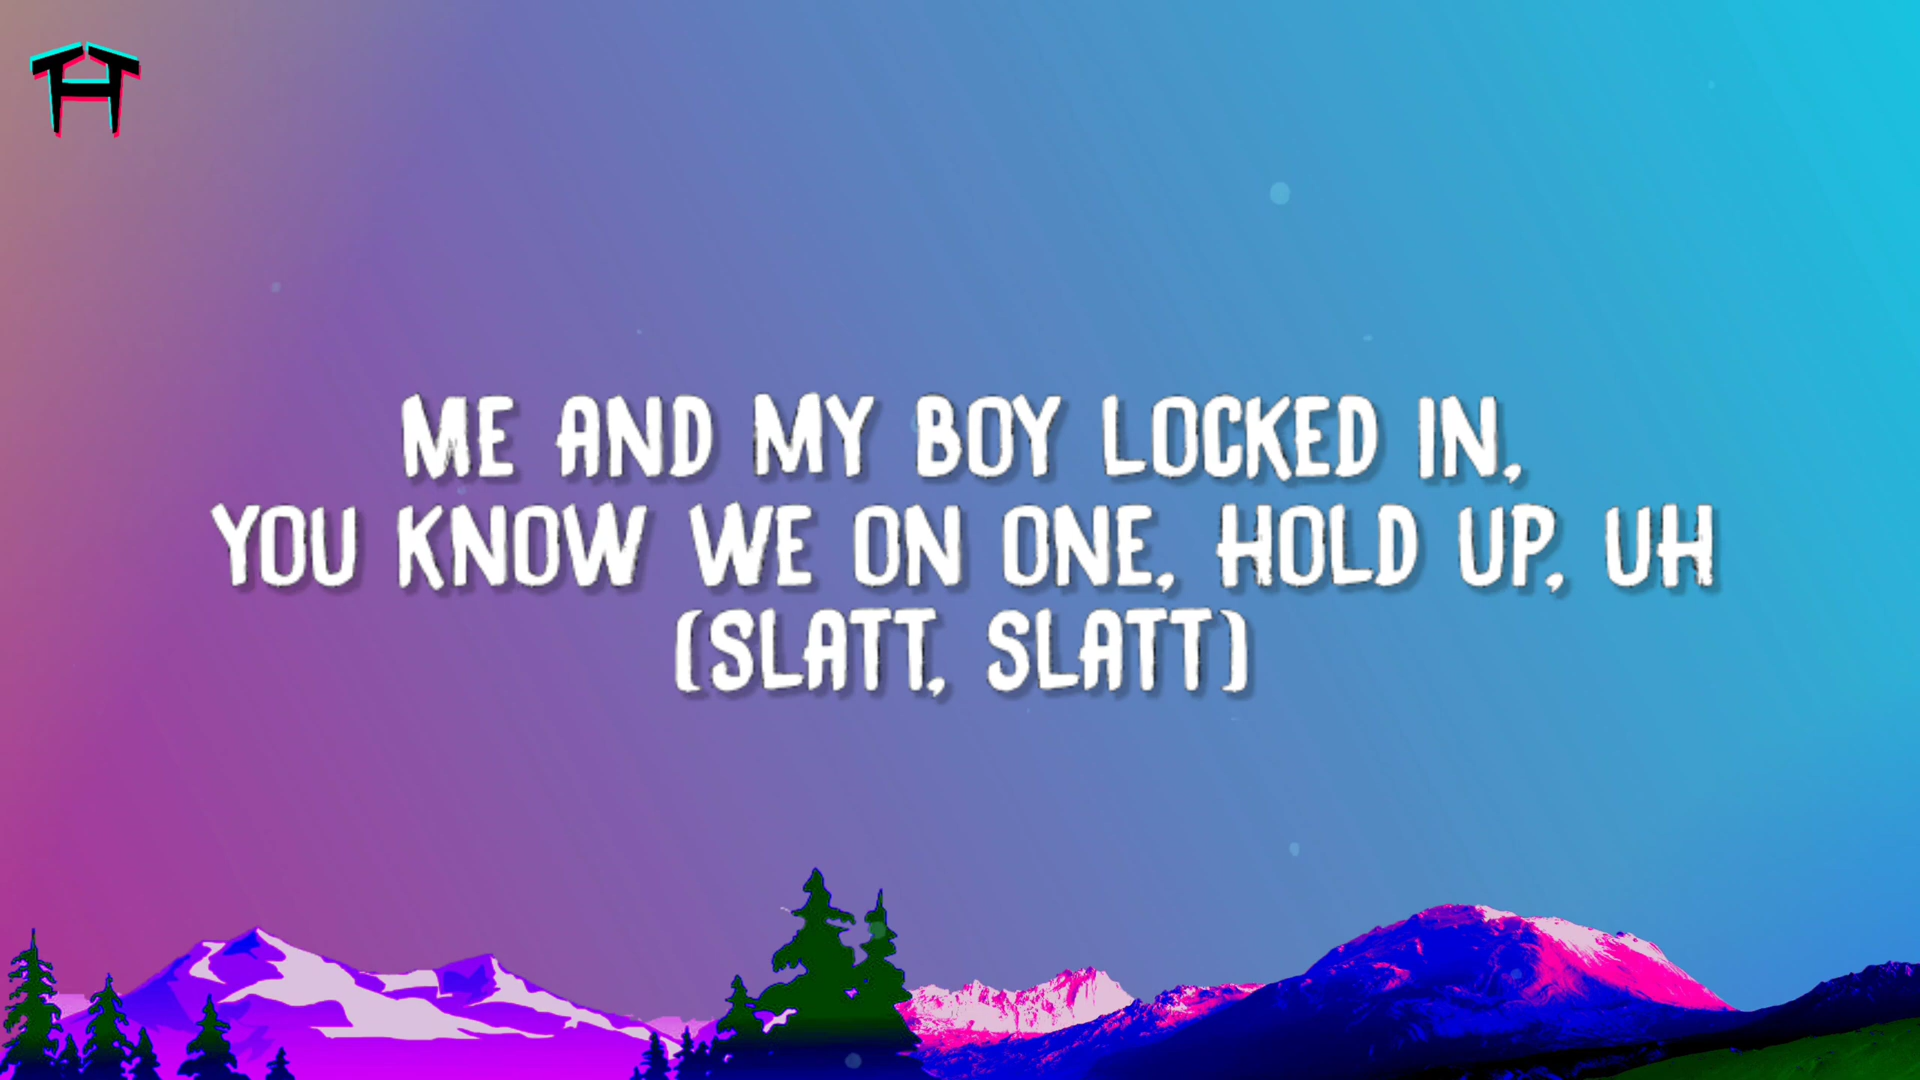 ME AND MY BOY LOCKED IN,
YOU KNOW WE ON ONE, HOLD UP, UH
(SLATT, SLATT)